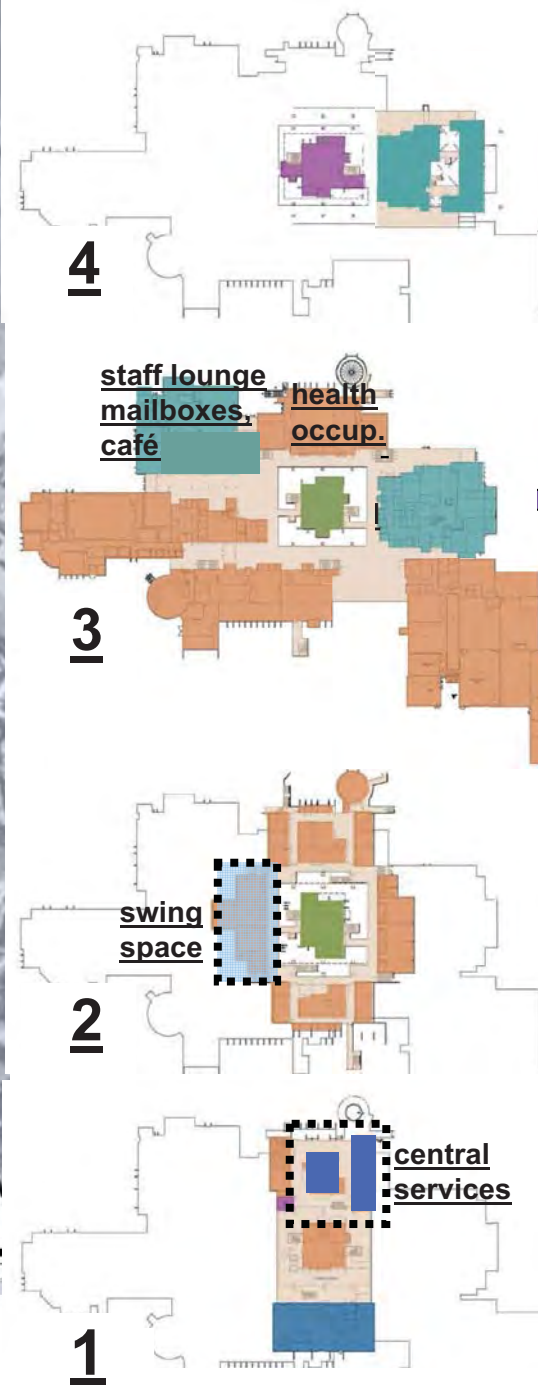 4
staff lounge
mailboxes,
café
health
occup.
3
swing
space
2
central
services
1